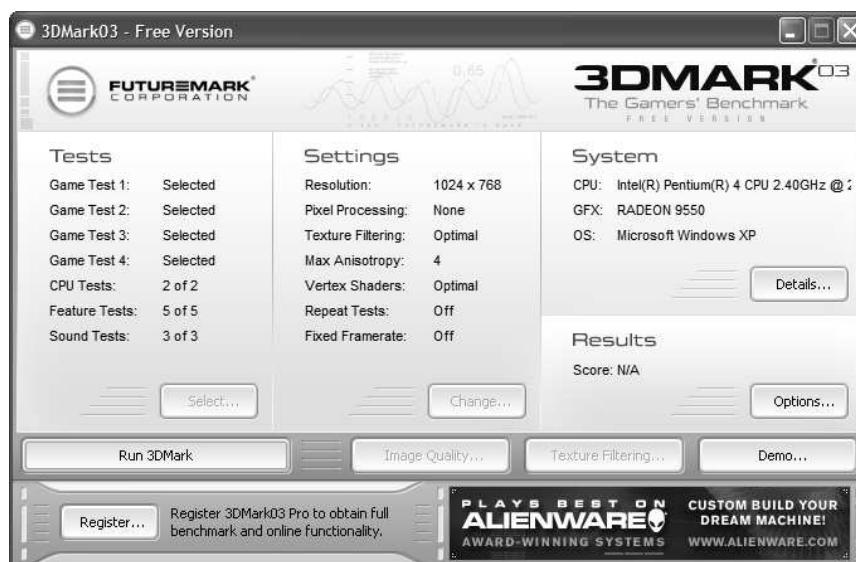 3DMark03 - Free Version
FUTUREMARK®
CORPORATION
0,65
3DMARK®03
The Gamers' Benchmark
FREE VERSION
Tests
Game Test 1: Selected
Game Test 2: Selected
Game Test 3: Selected
Game Test 4: Selected
CPU Tests: 2 of 2
Feature Tests: 5 of 5
Sound Tests: 3 of 3
Select...
Settings
Resolution: 1024 x 768
Pixel Processing: None
Texture Filtering: Optimal
Max Anisotropy: 4
Vertex Shaders: Optimal
Repeat Tests: Off
Fixed Framerate: Off
Change...
System
CPU: Intel(R) Pentium(R) 4 CPU 2.40GHz @ 2
GFX: RADEON 9550
OS: Microsoft Windows XP
Details...
Results
Score: N/A
Options...
Run 3DMark
Image Quality...
Texture Filtering...
Demo...
Register...
Register 3DMark03 Pro to obtain full
benchmark and online functionality.
PLAYS BEST ON
ALIENWARE
AWARD-WINNING SYSTEMS
CUSTOM BUILD YOUR
DREAM MACHINE!
WWW.ALIENWARE.COM